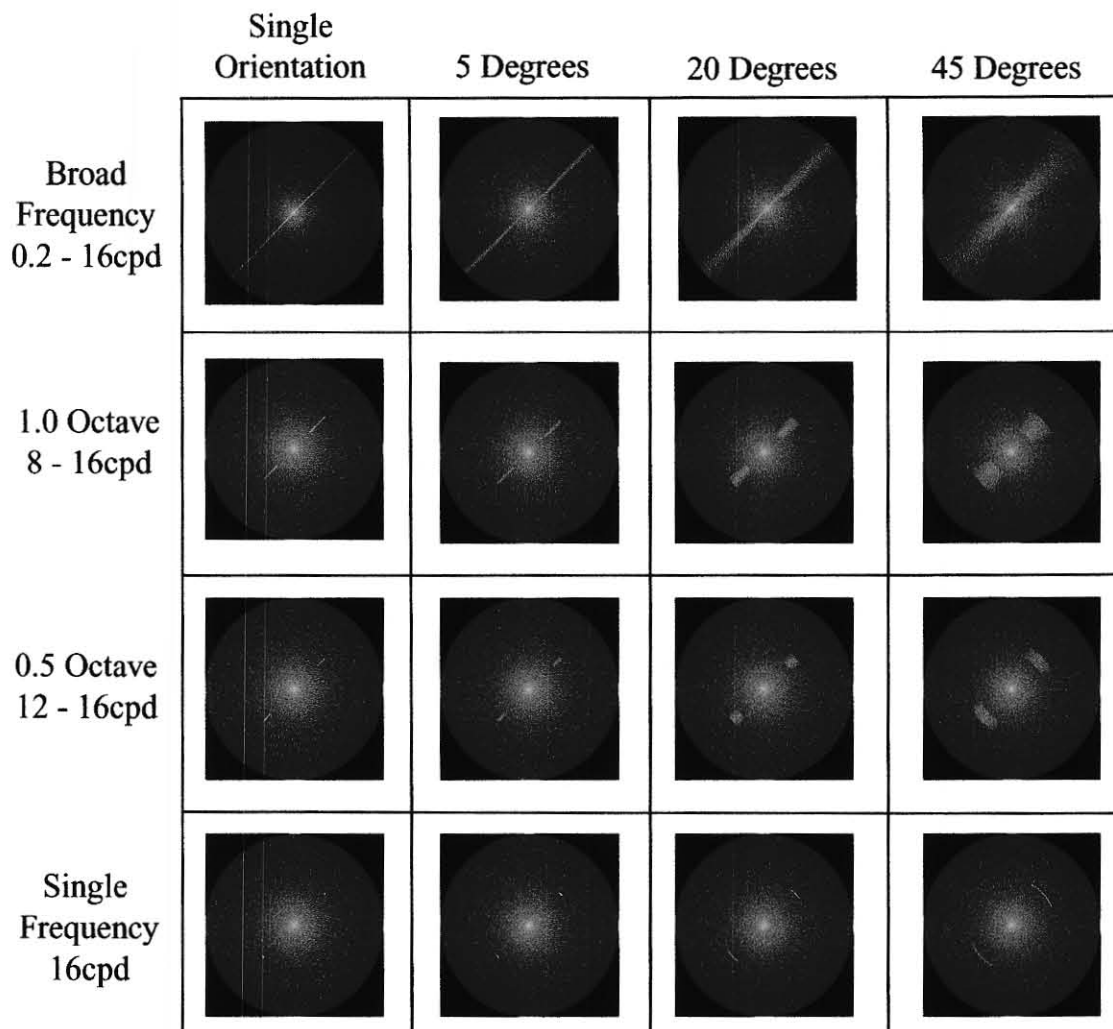 Single
Orientation
5 Degrees
20 Degrees
45 Degrees
Broad
Frequency
0.2 - 16cpd
1.0 Octave
8 - 16cpd
0.5 Octave
12 - 16cpd
Single
Frequency
16cpd